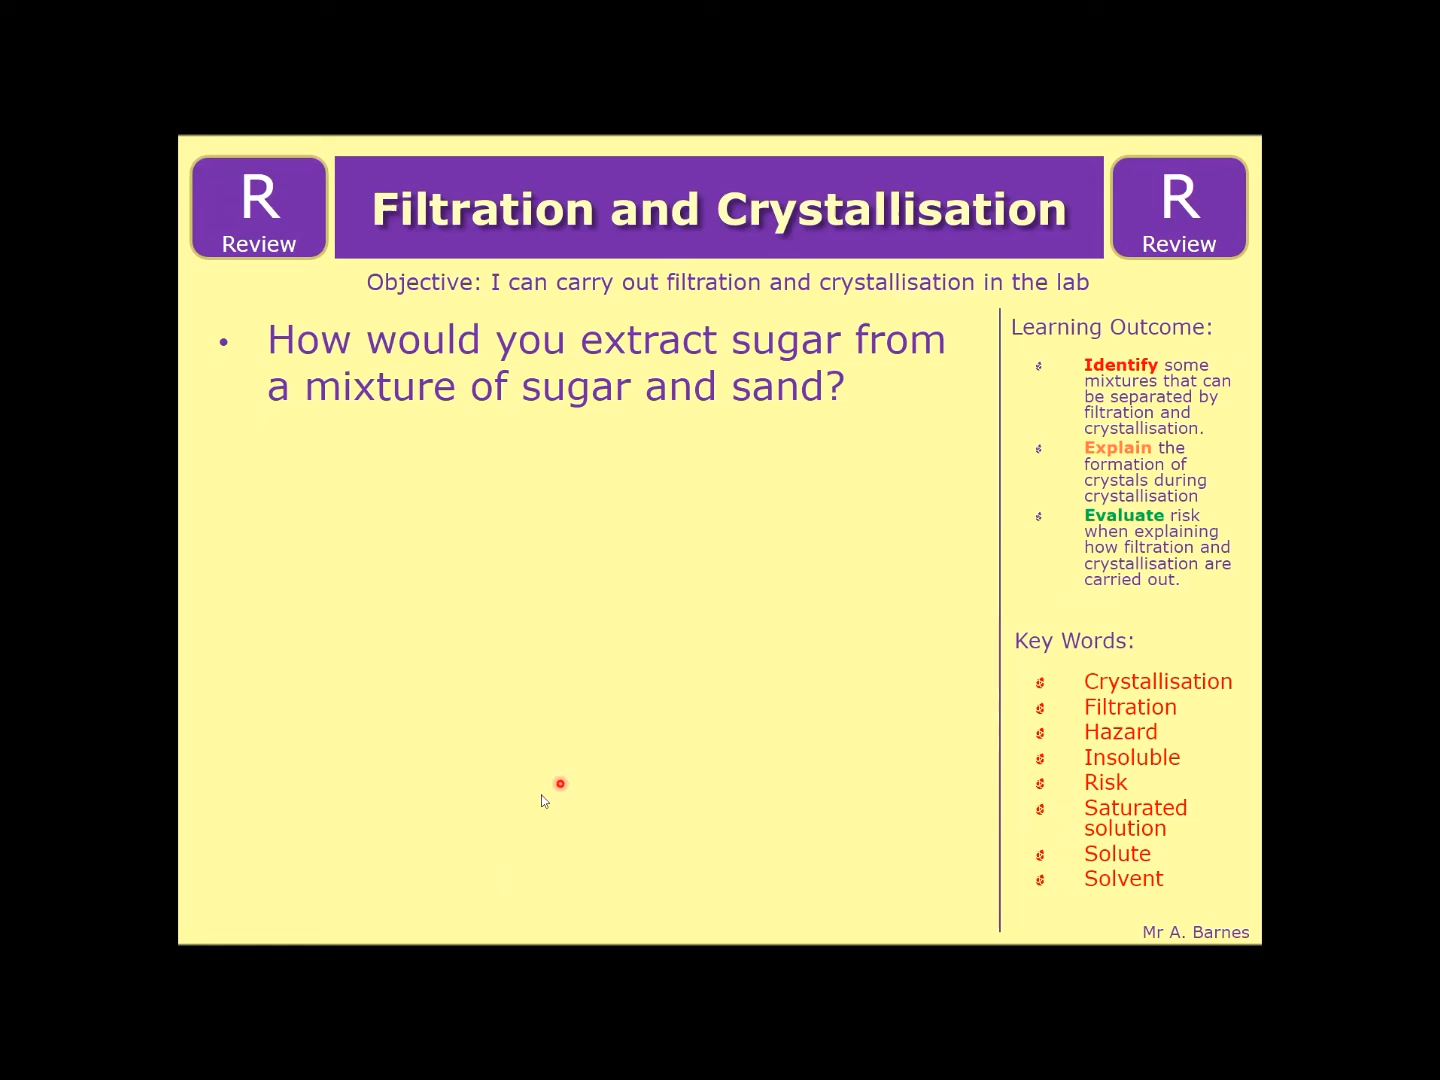 R
Review
Filtration and Crystallisation
R
Review
Objective: I can carry out filtration and crystallisation in the lab
• How would you extract sugar from
a mixture of sugar and sand?
Learning Outcome:
Identify some
mixtures that can
be separated by
filtration and
crystallisation.
Explain the
formation of
crystals during
crystallisation
Evaluate risk
when explaining
how filtration and
crystallisation are
carried out.
Key Words:
Crystallisation
Filtration
Hazard
Insoluble
Risk
Saturated
solution
Solute
Solvent
Mr A. Barnes